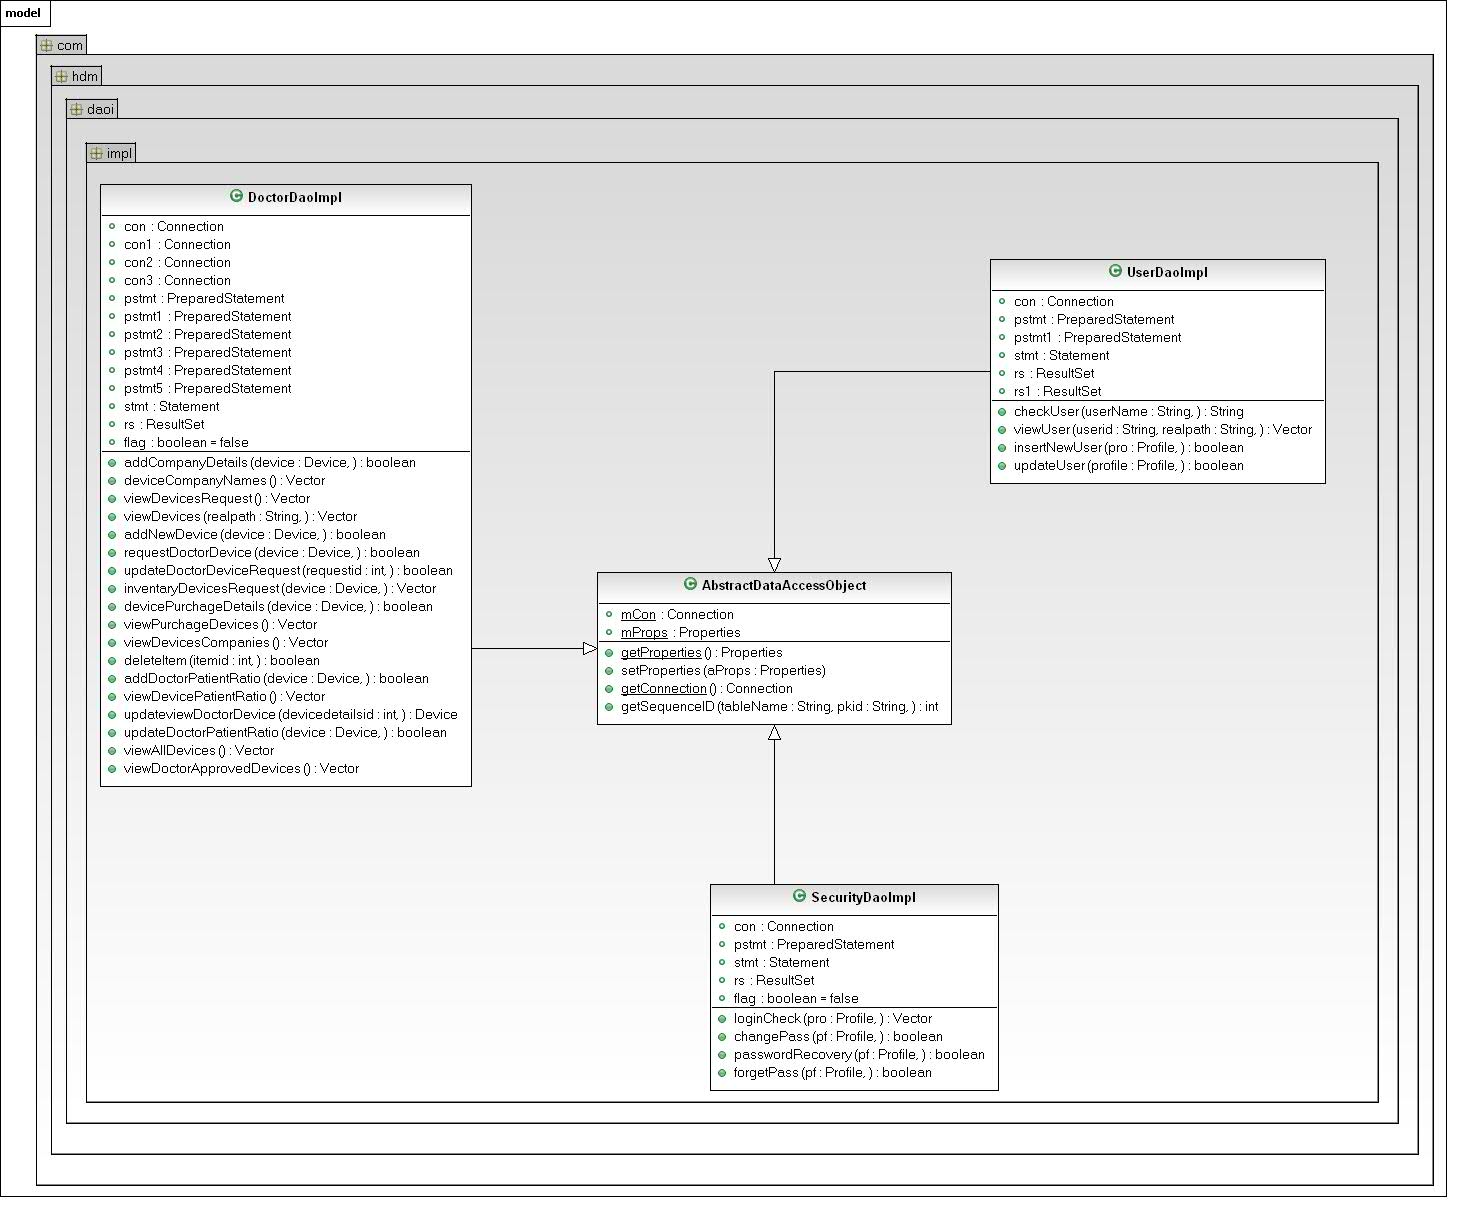 model
com
hdm
daoi
impl
DoctorDaoImpl
con : Connection
con1 : Connection
con2 : Connection
con3 : Connection
pstmt : PreparedStatement
pstmt1 : PreparedStatement
pstmt2 : PreparedStatement
pstmt3 : PreparedStatement
pstmt4 : PreparedStatement
pstmt5 : PreparedStatement
stmt : Statement
rs : ResultSet
flag : boolean = false
addCompanyDetails (device : Device, ) : boolean
deviceCompanyNames () : Vector
viewDevicesRequest () : Vector
viewDevices (realpath : String, ) : Vector
addNewDevice (device : Device, ) : boolean
requestDoctorDevice (device : Device, ) : boolean
updateDoctorDeviceRequest (requestid : int, ) : boolean
inventaryDevicesRequest (device : Device, ) : Vector
devicePurchageDetails (device : Device, ) : boolean
viewPurchageDevices () : Vector
viewDevicesCompanies () : Vector
deleteItem (itemid : int, ) : boolean
addDoctorPatientRatio (device : Device, ) : boolean
viewDevicePatientRatio () : Vector
updateviewDoctorDevice (devicedetailsid : int, ) : Device
updateDoctorPatientRatio (device : Device, ) : boolean
viewAllDevices () : Vector
viewDoctorApprovedDevices () : Vector
UserDaoImpl
con : Connection
pstmt : PreparedStatement
pstmt1 : PreparedStatement
stmt : Statement
rs : ResultSet
rs1 : ResultSet
checkUser (userName : String, ) : String
viewUser (userid : String, realpath : String, ) : Vector
insertNewUser (pro : Profile, ) : boolean
updateUser (profile : Profile, ) : boolean
AbstractDataAccessObject
mCon : Connection
mProps : Properties
getProperties () : Properties
setProperties (aProps : Properties)
getConnection () : Connection
getSequenceID (tableName : String, pkid : String, ) : int
SecurityDaoImpl
con : Connection
pstmt : PreparedStatement
stmt : Statement
rs : ResultSet
flag : boolean = false
loginCheck (pro : Profile, ) : Vector
changePass (pf : Profile, ) : boolean
passwordRecovery (pf : Profile, ) : boolean
forgetPass (pf : Profile, ) : boolean